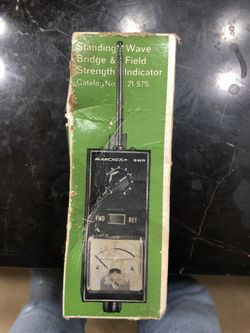 Standing Wave
Bridge & Field
Strength Indicator
Catalog No. 21-575
ARCHER
SWR
FWD
REF